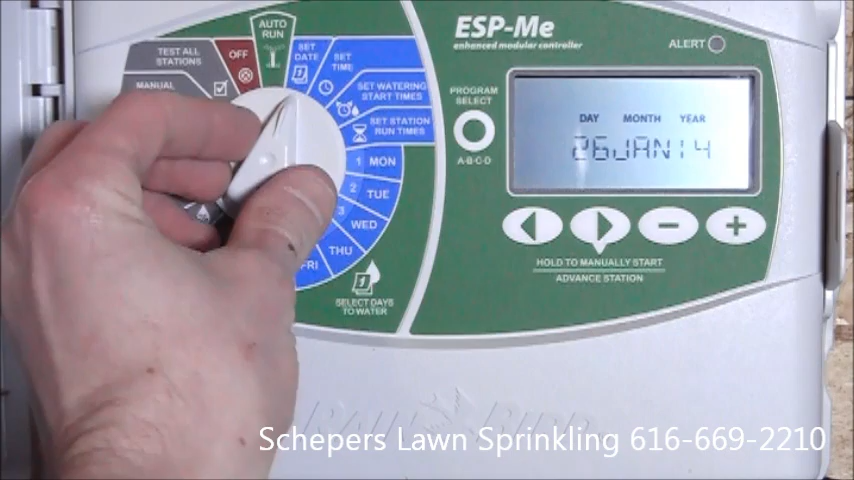 AUTO
RUN
TEST ALL
STATIONS
OFF
SET
DATE
SET
TIME
MANUAL
SET WATERING
START TIMES
SET STATION
RUN TIMES
1 MON
2 TUE
3 WED
THU
FRI
SELECT DAYS
TO WATER
ESP-Me
enhanced modular controller
ALERT
PROGRAM
SELECT
A-B-C-D
DAY MONTH YEAR
26JAN14
HOLD TO MANUALLY START
ADVANCE STATION
RAIN BIRD
Schepers Lawn Sprinkling 616-669-2210